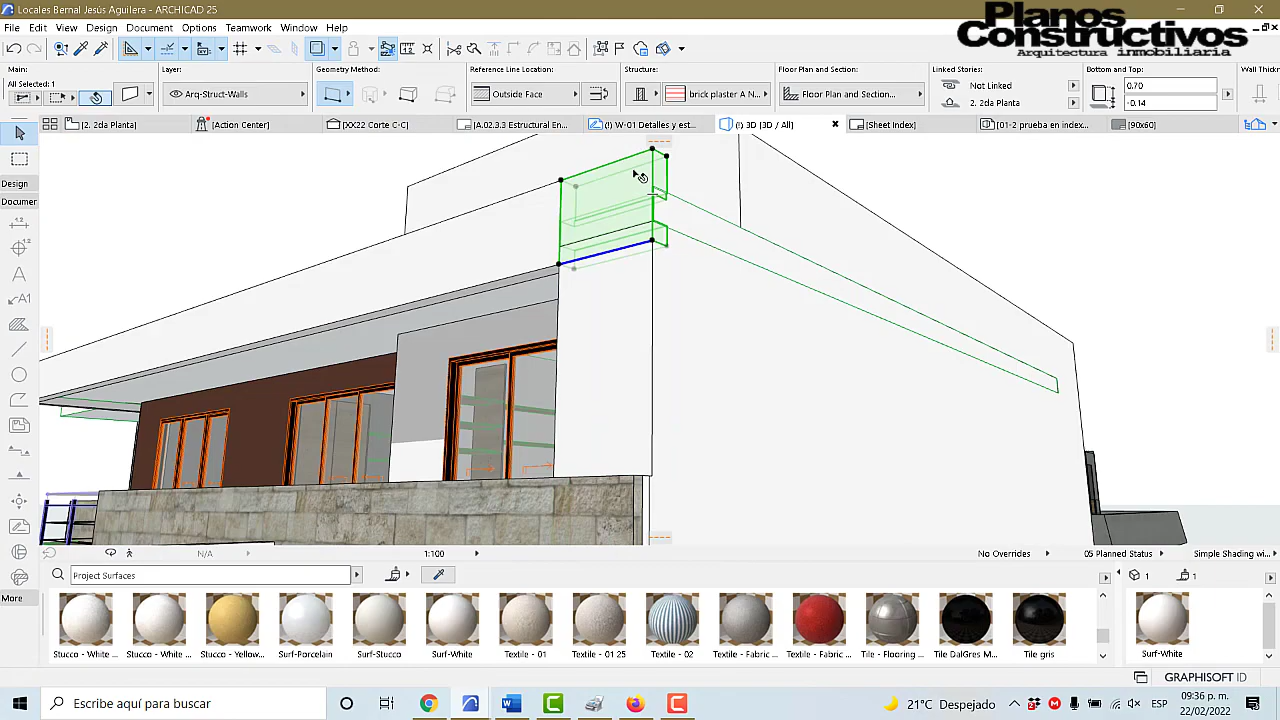 Locales Bernal Jesús Aguilera - ARCHICAD 25
File Edit View Design Document Options Teamwork Window Help
Planos
Constructivos
Arquitectura inmobiliaria
Main:
All Selected: 1
Layer:
Arq-Struct-Walls
Geometry Method:
Reference Line Location:
Outside Face
Structure:
brick plaster A N...
Floor Plan and Section:
Floor Plan and Section...
Linked Stories:
Not Linked
2. 2da Planta
Bottom and Top:
0.70
-0.14
Wall Thick
[2. 2da Planta]
[Action Center]
[XX22 Corte C-C]
[A.02.3.3 Estructural En...
(!) W-01 Detalles y est...
(!) 3D [3D / All]
[Sheet Index]
[01-2 prueba en index...
[90x60]
Design
Documer
More
N/A
1:100
No Overrides
05 Planned Status
Simple Shading wi...
Project Surfaces
Stucco - White ...
Stucco - White ...
Stucco - Yellow...
Surf-Porcelain
Surf-Stucco
Surf-White
Textile - 01
Textile - 01 25
Textile - 02
Textile - Fabric ...
Textile - Fabric ...
Tile - Flooring ...
Tile DalGres M...
Tile gris
1
1
Surf-White
GRAPHISOFT ID
Escribe aquí para buscar
21°C Despejado
ESP
09:36 p. m.
22/02/2022